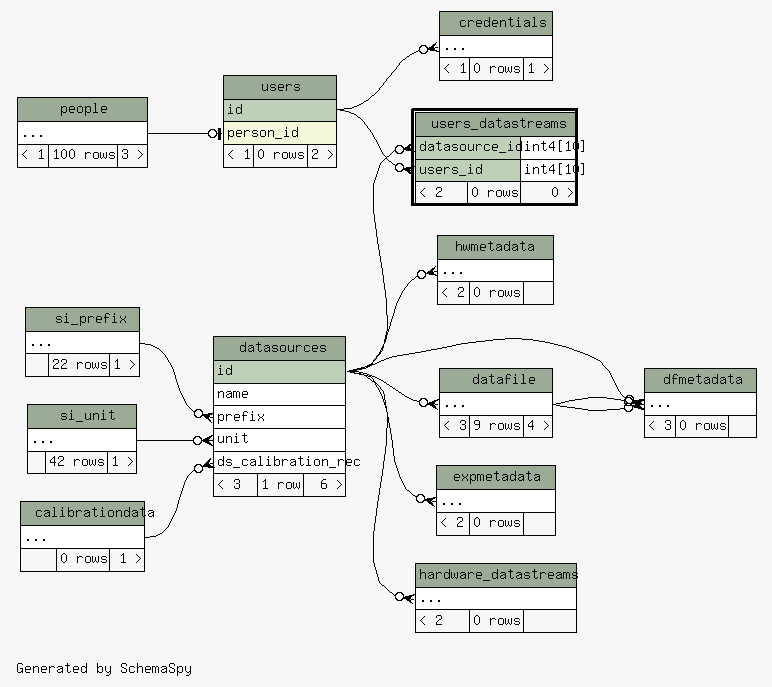 credentials
...
< 1 0 rows 1 >
users
id
person_id
< 1 0 rows 2 >
people
...
< 1 100 rows 3 >
users_datastreams
datasource_id int4[10]
users_id int4[10]
< 2 0 rows 0 >
hwmetadata
...
< 2 0 rows
si_prefix
...
22 rows 1 >
datasources
id
name
prefix
unit
ds_calibration_rec
< 3 1 row 6 >
datafile
...
< 3 9 rows 4 >
dfmetadata
...
< 3 0 rows
si_unit
...
42 rows 1 >
expmetadata
...
< 2 0 rows
calibrationdata
...
0 rows 1 >
hardware_datastreams
...
< 2 0 rows
Generated by SchemaSpy